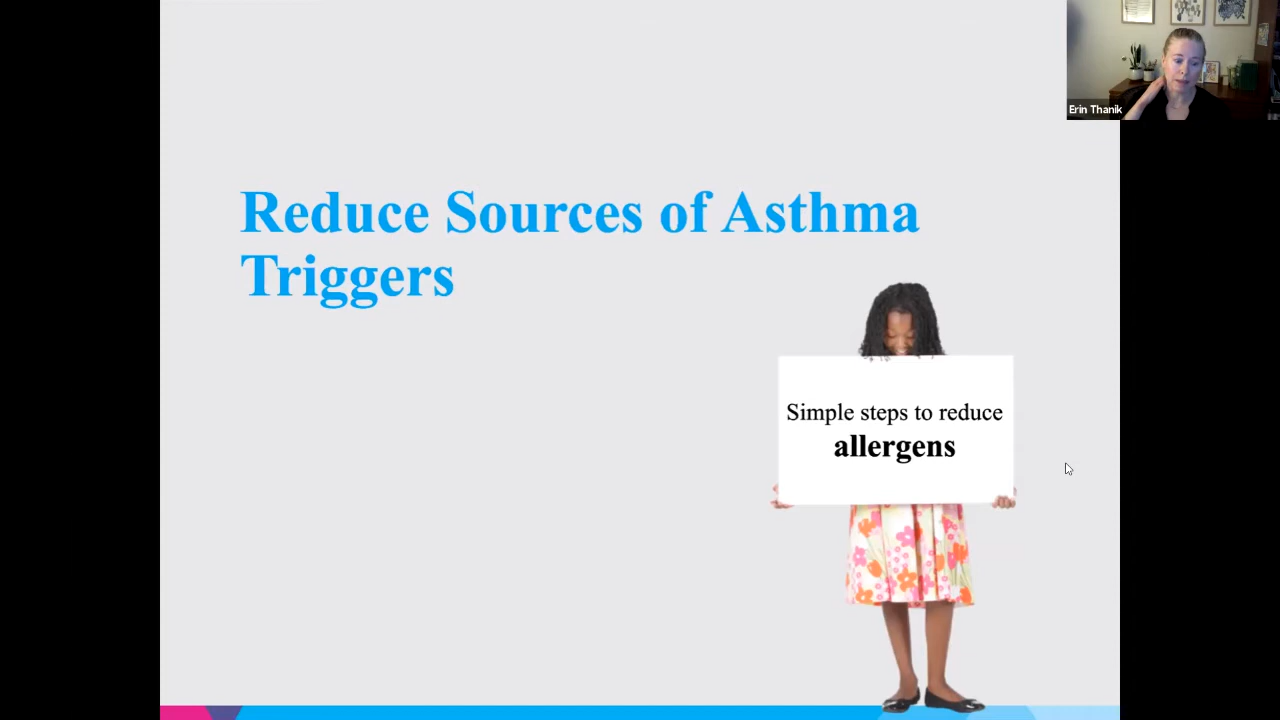 Erin Thanik
Reduce Sources of Asthma
Triggers
Simple steps to reduce
allergens